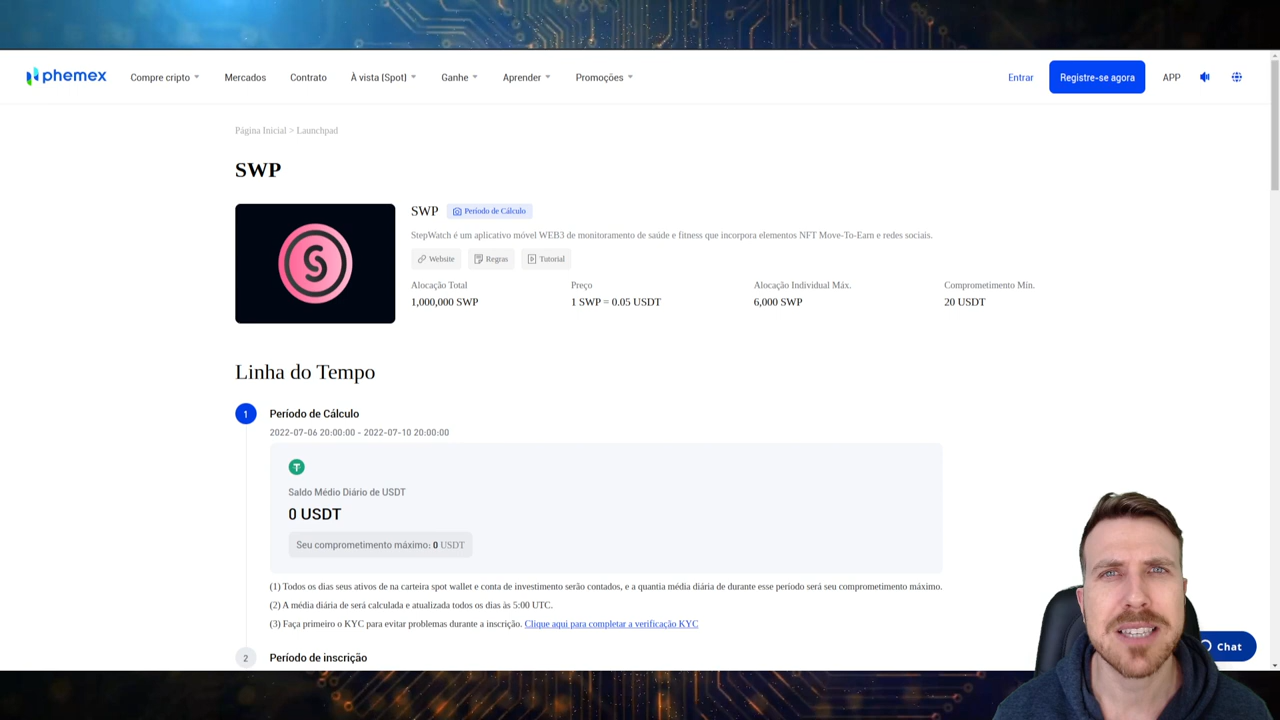 phemex
Compre cripto
Mercados
Contrato
À vista [Spot]
Ganhe
Aprender
Promoções
Entrar
Registre-se agora
APP
Página Inicial > Launchpad
SWP
SWP
Período de Cálculo
StepWatch é um aplicativo móvel WEB3 de monitoramento de saúde e fitness que incorpora elementos NFT Move-To-Earn e redes sociais.
Website
Regras
Tutorial
Alocação Total
Preço
Alocação Individual Máx.
Comprometimento Min.
1,000,000 SWP
1 SWP = 0.05 USDT
6,000 SWP
20 USDT
Linha do Tempo
1
Período de Cálculo
2022-07-06 20:00:00 - 2022-07-10 20:00:00
Saldo Médio Diário de USDT
0 USDT
Seu comprometimento máximo: 0 USDT
(1) Todos os dias seus ativos de na carteira spot wallet e conta de investimento serão contados, e a quantia média diária de durante esse período será seu comprometimento máximo.
(2) A média diária de será calculada e atualizada todos os dias às 5:00 UTC.
(3) Faça primeiro o KYC para evitar problemas durante a inscrição. Clique aqui para completar a verificação KYC
Chat
2
Período de inscrição